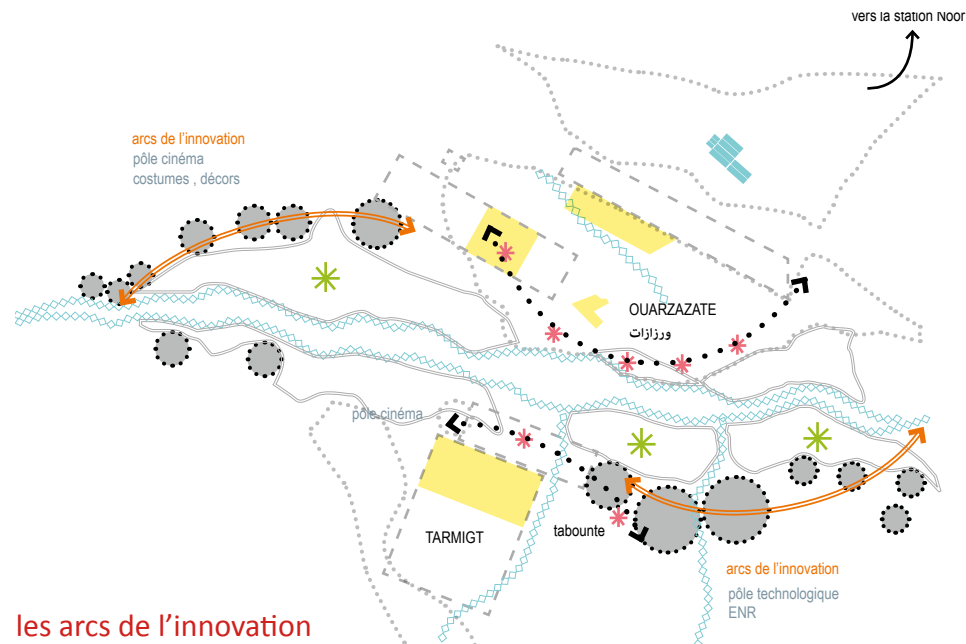 vers la station Noor
arcs de l'innovation
pôle cinéma
costumes , décors
OUARZAZATE
ورزازات
pôle cinéma
TARMIGT
tabounte
arcs de l'innovation
pôle technologique
ENR
les arcs de l'innovation